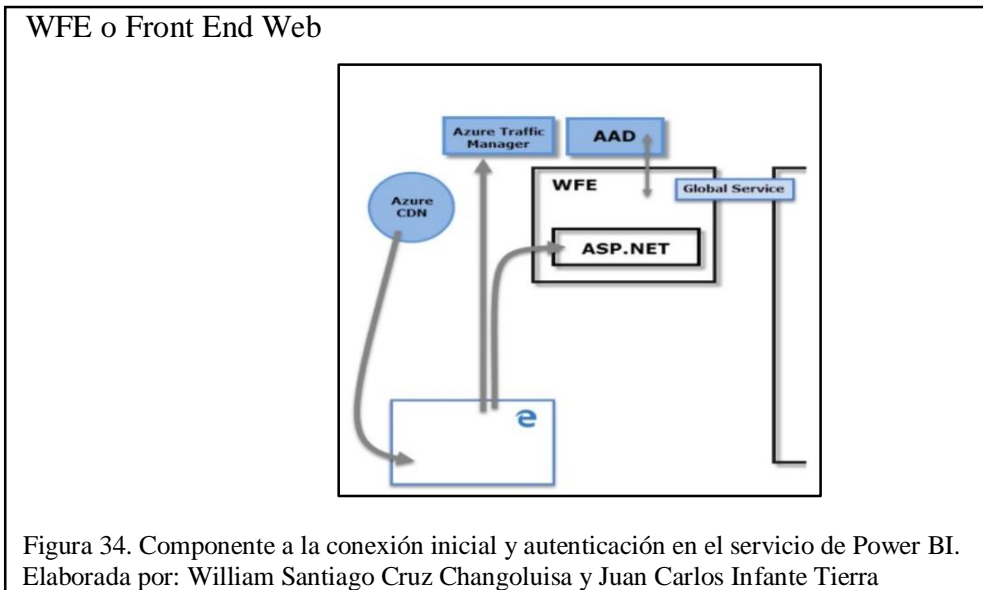 WFE o Front End Web
Azure Traffic
Manager
AAD
Azure
CDN
WFE
Global Service
ASP.NET
Figura 34. Componente a la conexión inicial y autenticación en el servicio de Power BI.
Elaborada por: William Santiago Cruz Changoluisa y Juan Carlos Infante Tierra